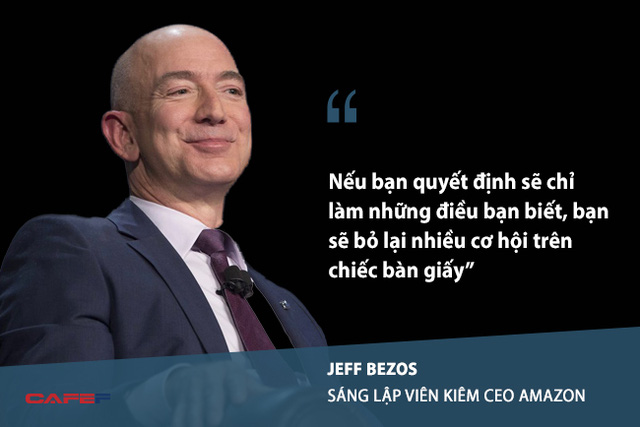 “
Nếu bạn quyết định sẽ chỉ
làm những điều bạn biết, bạn
sẽ bỏ lại nhiều cơ hội trên
chiếc bàn giấy”
JEFF BEZOS
SÁNG LẬP VIÊN KIÊM CEO AMAZON
CAFEF